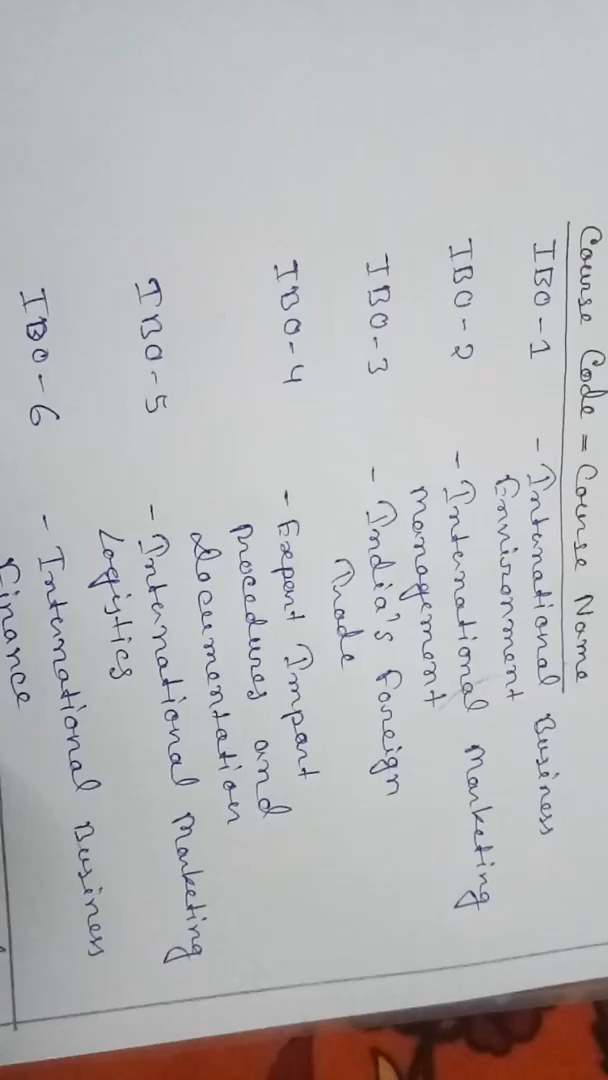 Course Code = Course Name
IBO-1 - International Business
Environment
IBO-2 - International Marketing
Management
IBO-3 - India's Foreign
Trade
IBO-4 - Export Import
Procedures and
documentation
IBO-5 - International Marketing
Logistics
IBO-6 - International Business
Finance